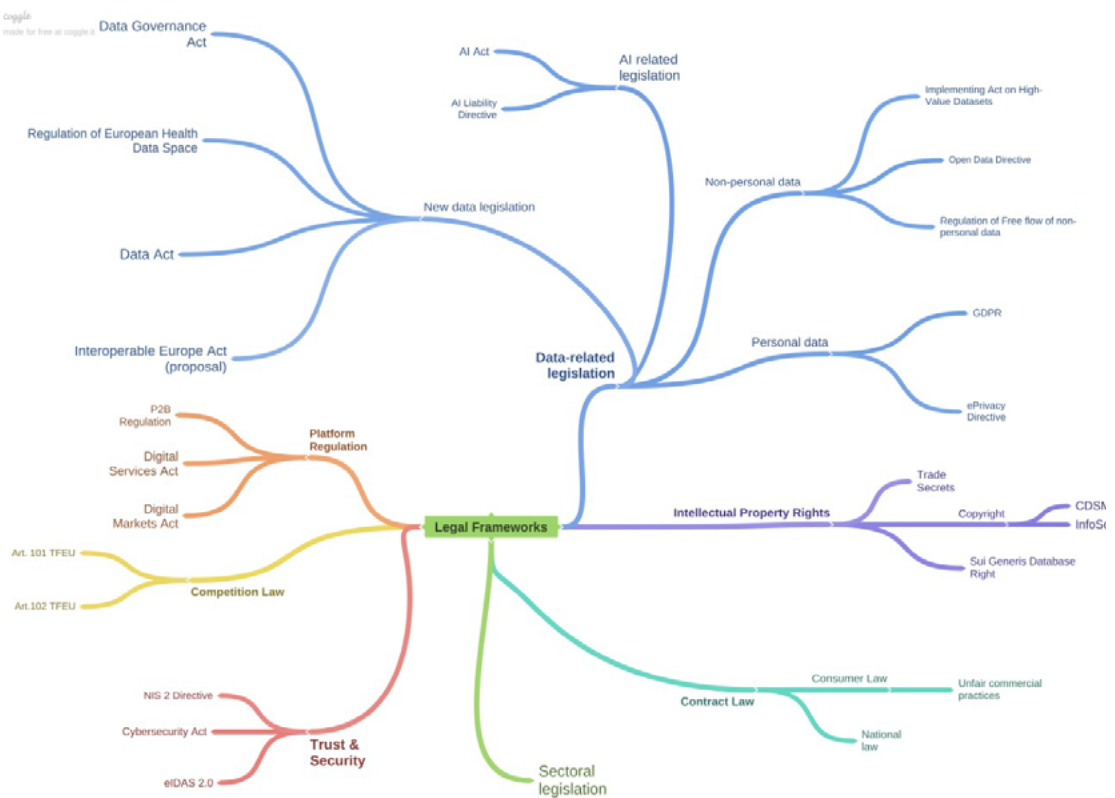 coggle
made for free at coggle.it
Data Governance
Act
AI Act
AI related
legislation
AI Liability
Directive
Implementing Act on High-
Value Datasets
Regulation of European Health
Data Space
Open Data Directive
Non-personal data
New data legislation
Regulation of Free flow of non-
personal data
Data Act
GDPR
Interoperable Europe Act
(proposal)
Data-related
legislation
Personal data
ePrivacy
Directive
P2B
Regulation
Platform
Regulation
Digital
Services Act
Digital
Markets Act
Legal Frameworks
Intellectual Property Rights
Trade
Secrets
Copyright
CDSM
InfoSo
Sui Generis Database
Right
Art. 101 TFEU
Competition Law
Art.102 TFEU
NIS 2 Directive
Cybersecurity Act
Trust &
Security
eIDAS 2.0
Consumer Law
Unfair commercial
practices
Contract Law
National
law
Sectoral
legislation